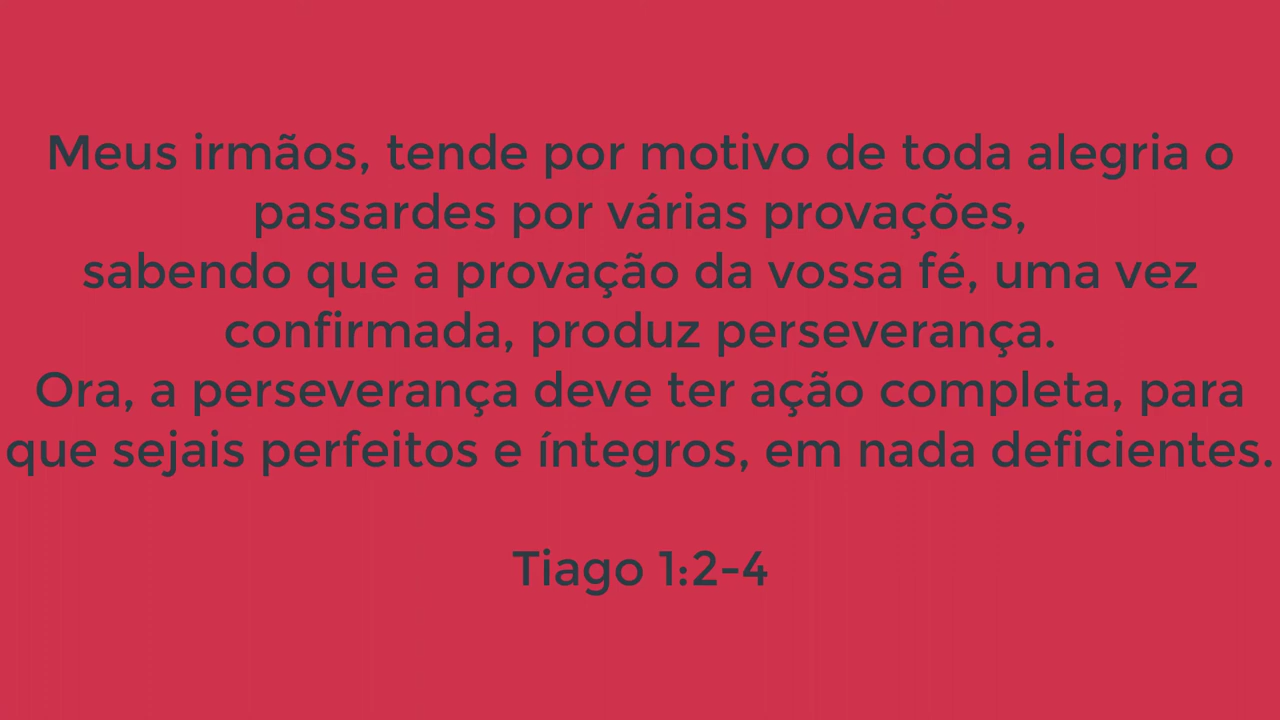 Meus irmãos, tende por motivo de toda alegria o
passardes por várias provações,
sabendo que a provação da vossa fé, uma vez
confirmada, produz perseverança.
Ora, a perseverança deve ter ação completa, para
que sejais perfeitos e íntegros, em nada deficientes.
Tiago 1:2-4